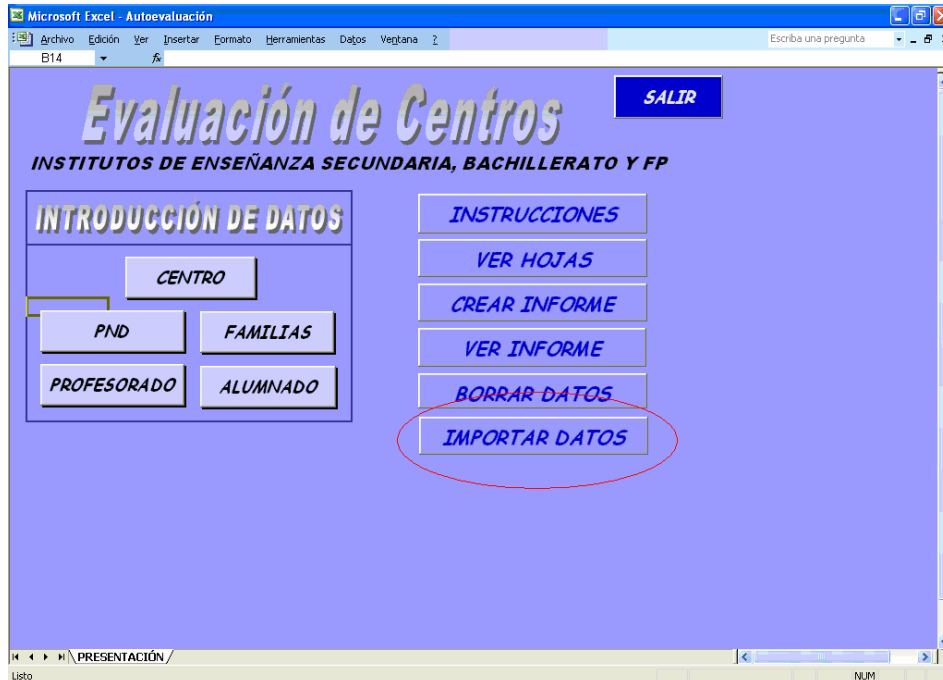 Microsoft Excel - Autoevaluación
Archivo Edición Ver Insertar Formato Herramientas Datos Ventana ?
Escriba una pregunta
B14 fx
Evaluación de Centros
SALIR
INSTITUTOS DE ENSEÑANZA SECUNDARIA, BACHILLERATO Y FP
INTRODUCCIÓN DE DATOS
CENTRO
PND FAMILIAS
PROFESORADO ALUMNADO
INSTRUCCIONES
VER HOJAS
CREAR INFORME
VER INFORME
BORRAR DATOS
IMPORTAR DATOS
PRESENTACIÓN
Listo NUM